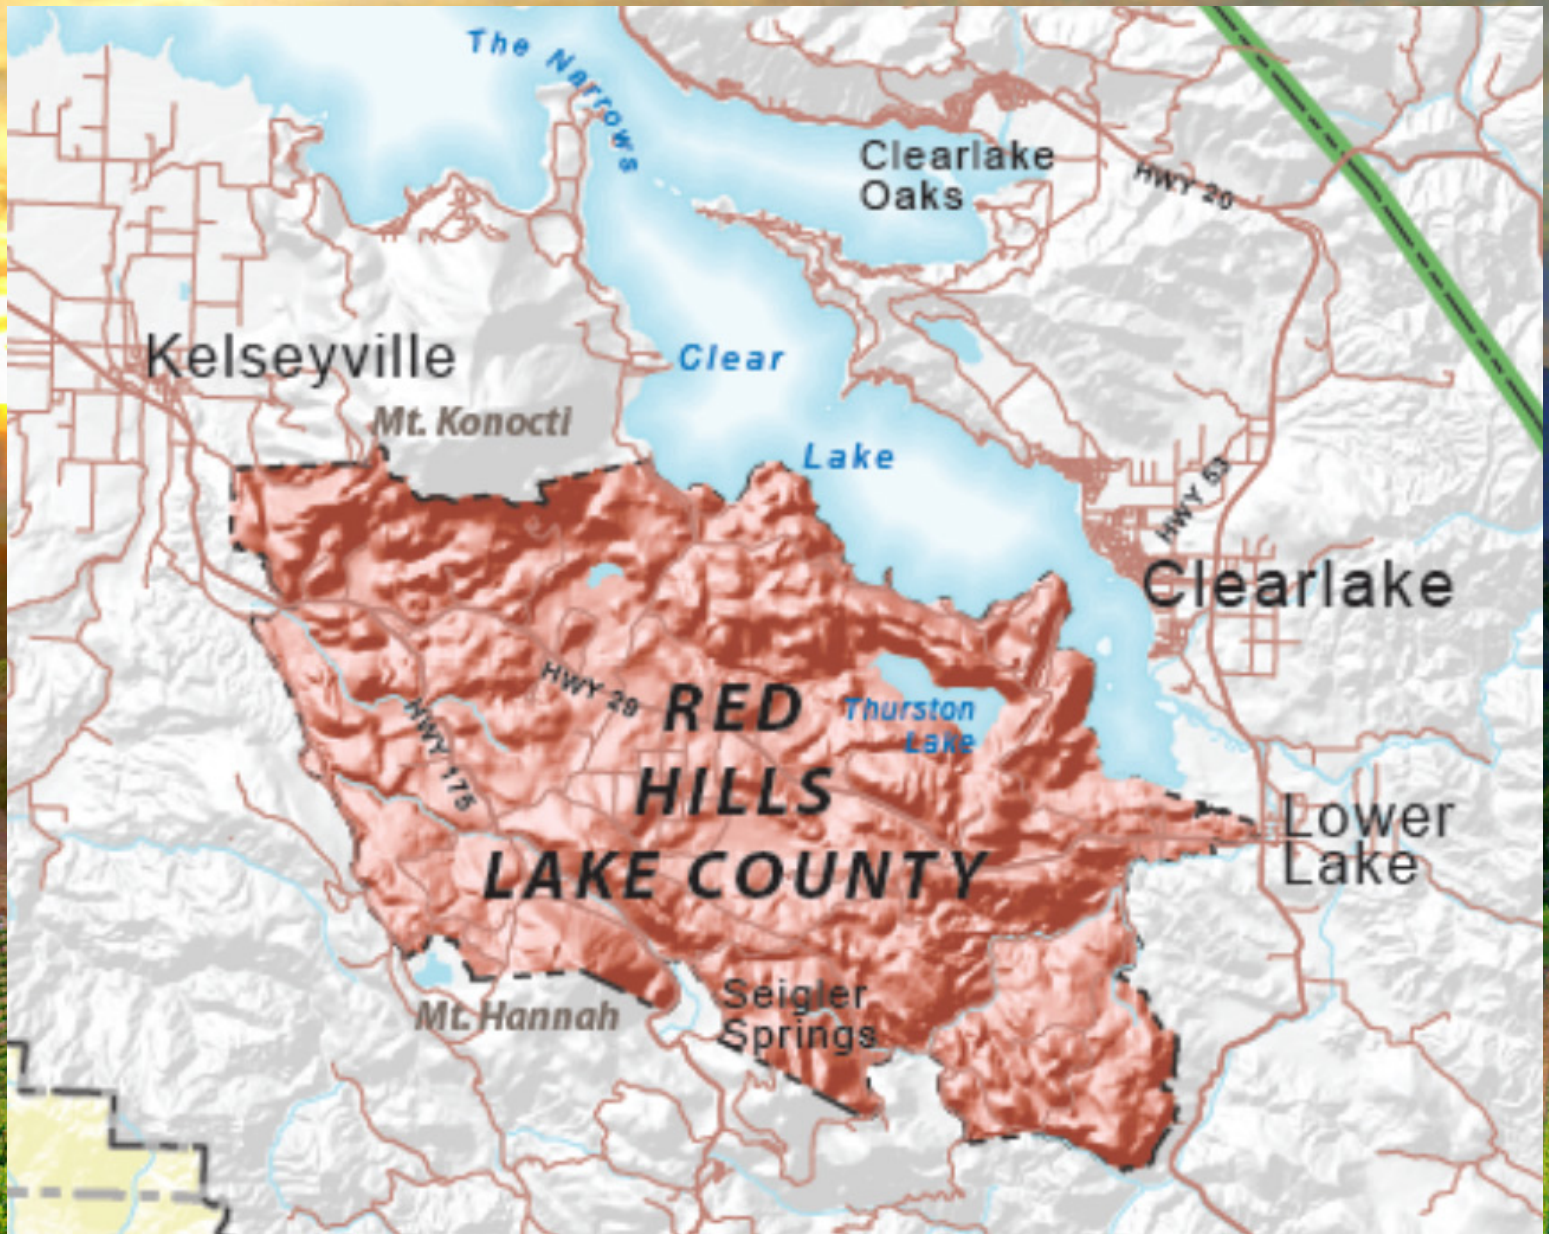 The Narrows
Clearlake
Oaks
HWY 20
Kelseyville
Clear
Mt. Konocti
Lake
HWY 53
Clearlake
HWY 29
RED
Thurston
Lake
HWY 175
HILLS
Lower
Lake
LAKE COUNTY
Seigler
Springs
Mt. Hannah